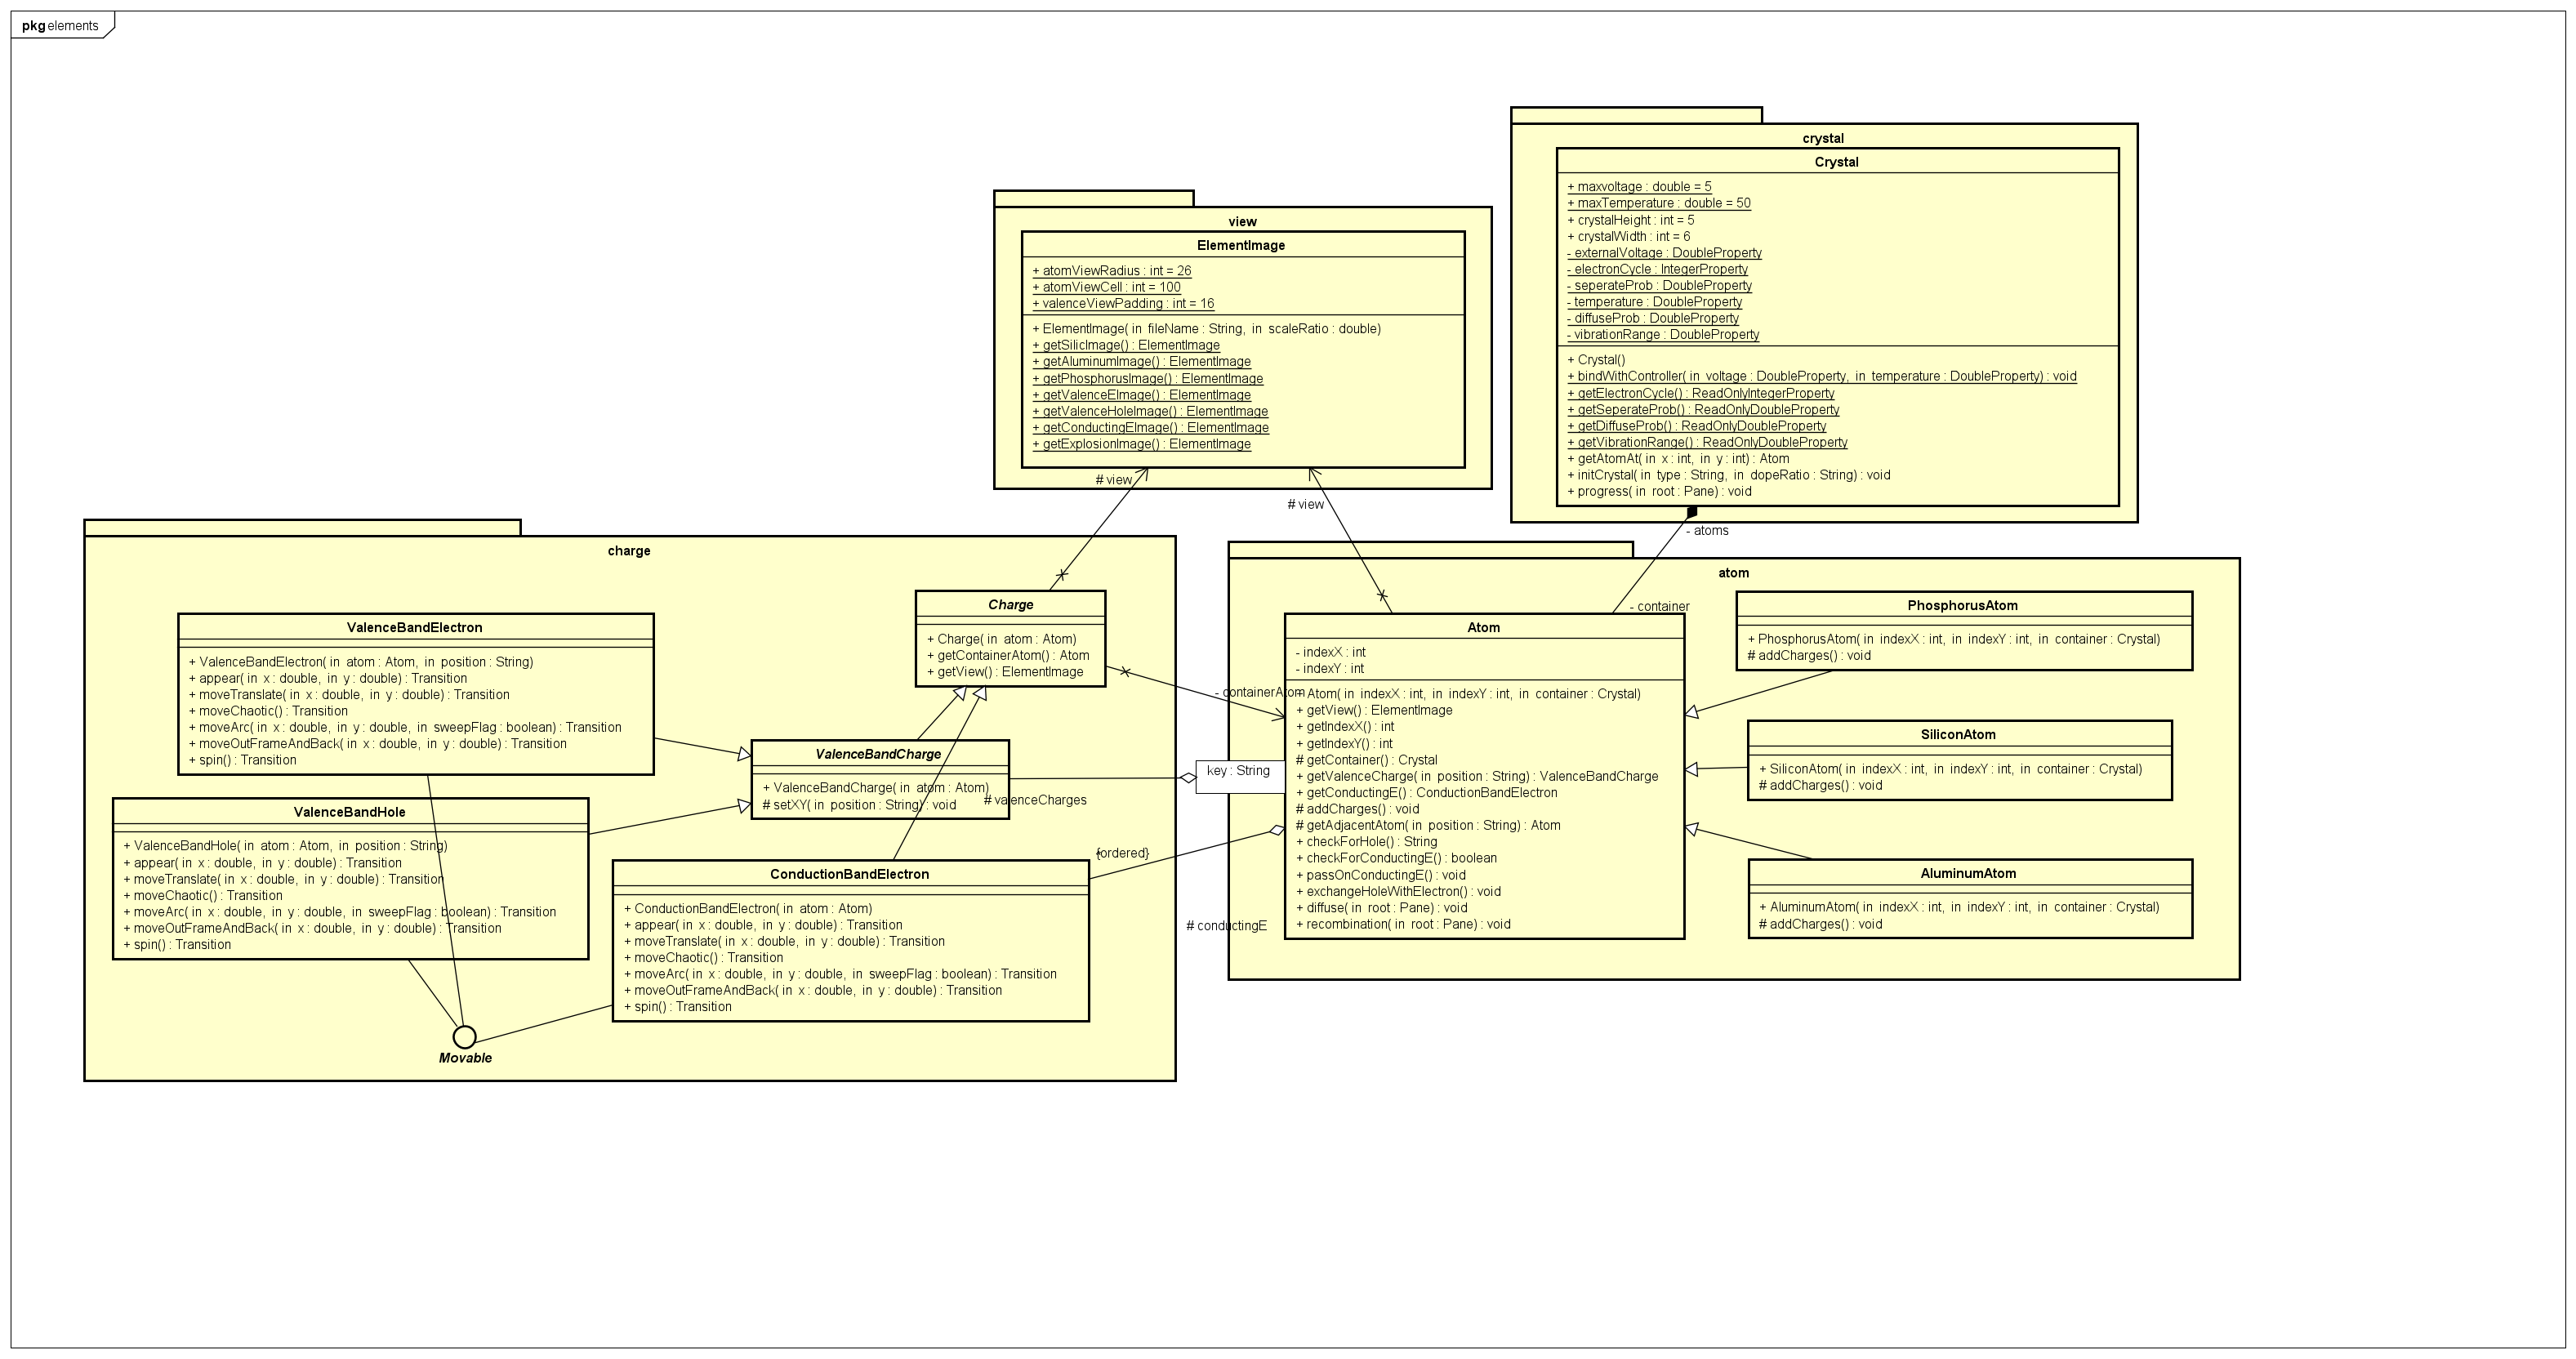 pkg elements
crystal
Crystal
+ maxvoltage : double = 5
+ maxTemperature : double = 50
+ crystalHeight : int = 5
+ crystalWidth : int = 6
- externalVoltage : DoubleProperty
- electronCycle : IntegerProperty
- seperateProb : DoubleProperty
- temperature : DoubleProperty
- diffuseProb : DoubleProperty
- vibrationRange : DoubleProperty
+ Crystal()
+ bindWithController( in voltage : DoubleProperty, in temperature : DoubleProperty) : void
+ getElectronCycle() : ReadOnlyIntegerProperty
+ getSeperateProb() : ReadOnlyDoubleProperty
+ getDiffuseProb() : ReadOnlyDoubleProperty
+ getVibrationRange() : ReadOnlyDoubleProperty
+ getAtomAt( in x : int, in y : int) : Atom
+ initCrystal( in type : String, in dopeRatio : String) : void
+ progress( in root : Pane) : void
- atoms
- container
view
ElementImage
+ atomViewRadius : int = 26
+ atomViewCell : int = 100
+ valenceViewPadding : int = 16
+ ElementImage( in fileName : String, in scaleRatio : double)
+ getSilicImage() : ElementImage
+ getAluminumImage() : ElementImage
+ getPhosphorusImage() : ElementImage
+ getValenceEImage() : ElementImage
+ getValenceHoleImage() : ElementImage
+ getConductingEImage() : ElementImage
+ getExplosionImage() : ElementImage
# view
# view
charge
Charge
+ Charge( in atom : Atom)
+ getContainerAtom() : Atom
+ getView() : ElementImage
- containerAtom
ValenceBandElectron
+ ValenceBandElectron( in atom : Atom, in position : String)
+ appear( in x : double, in y : double) : Transition
+ moveTranslate( in x : double, in y : double) : Transition
+ moveChaotic() : Transition
+ moveArc( in x : double, in y : double, in sweepFlag : boolean) : Transition
+ moveOutFrameAndBack( in x : double, in y : double) : Transition
+ spin() : Transition
ValenceBandCharge
+ ValenceBandCharge( in atom : Atom)
# setXY( in position : String) : void
# valenceCharges
key : String
ValenceBandHole
+ ValenceBandHole( in atom : Atom, in position : String)
+ appear( in x : double, in y : double) : Transition
+ moveTranslate( in x : double, in y : double) : Transition
+ moveChaotic() : Transition
+ moveArc( in x : double, in y : double, in sweepFlag : boolean) : Transition
+ moveOutFrameAndBack( in x : double, in y : double) : Transition
+ spin() : Transition
ConductionBandElectron
+ ConductionBandElectron( in atom : Atom)
+ appear( in x : double, in y : double) : Transition
+ moveTranslate( in x : double, in y : double) : Transition
+ moveChaotic() : Transition
+ moveArc( in x : double, in y : double, in sweepFlag : boolean) : Transition
+ moveOutFrameAndBack( in x : double, in y : double) : Transition
+ spin() : Transition
{ordered}
# conductingE
Movable
atom
Atom
- indexX : int
- indexY : int
+ Atom( in indexX : int, in indexY : int, in container : Crystal)
+ getView() : ElementImage
+ getIndexX() : int
+ getIndexY() : int
# getContainer() : Crystal
+ getValenceCharge( in position : String) : ValenceBandCharge
+ getConductingE() : ConductionBandElectron
# addCharges() : void
# getAdjacentAtom( in position : String) : Atom
+ checkForHole() : String
+ checkForConductingE() : boolean
+ passOnConductingE() : void
+ exchangeHoleWithElectron() : void
+ diffuse( in root : Pane) : void
+ recombination( in root : Pane) : void
PhosphorusAtom
+ PhosphorusAtom( in indexX : int, in indexY : int, in container : Crystal)
# addCharges() : void
SiliconAtom
+ SiliconAtom( in indexX : int, in indexY : int, in container : Crystal)
# addCharges() : void
AluminumAtom
+ AluminumAtom( in indexX : int, in indexY : int, in container : Crystal)
# addCharges() : void